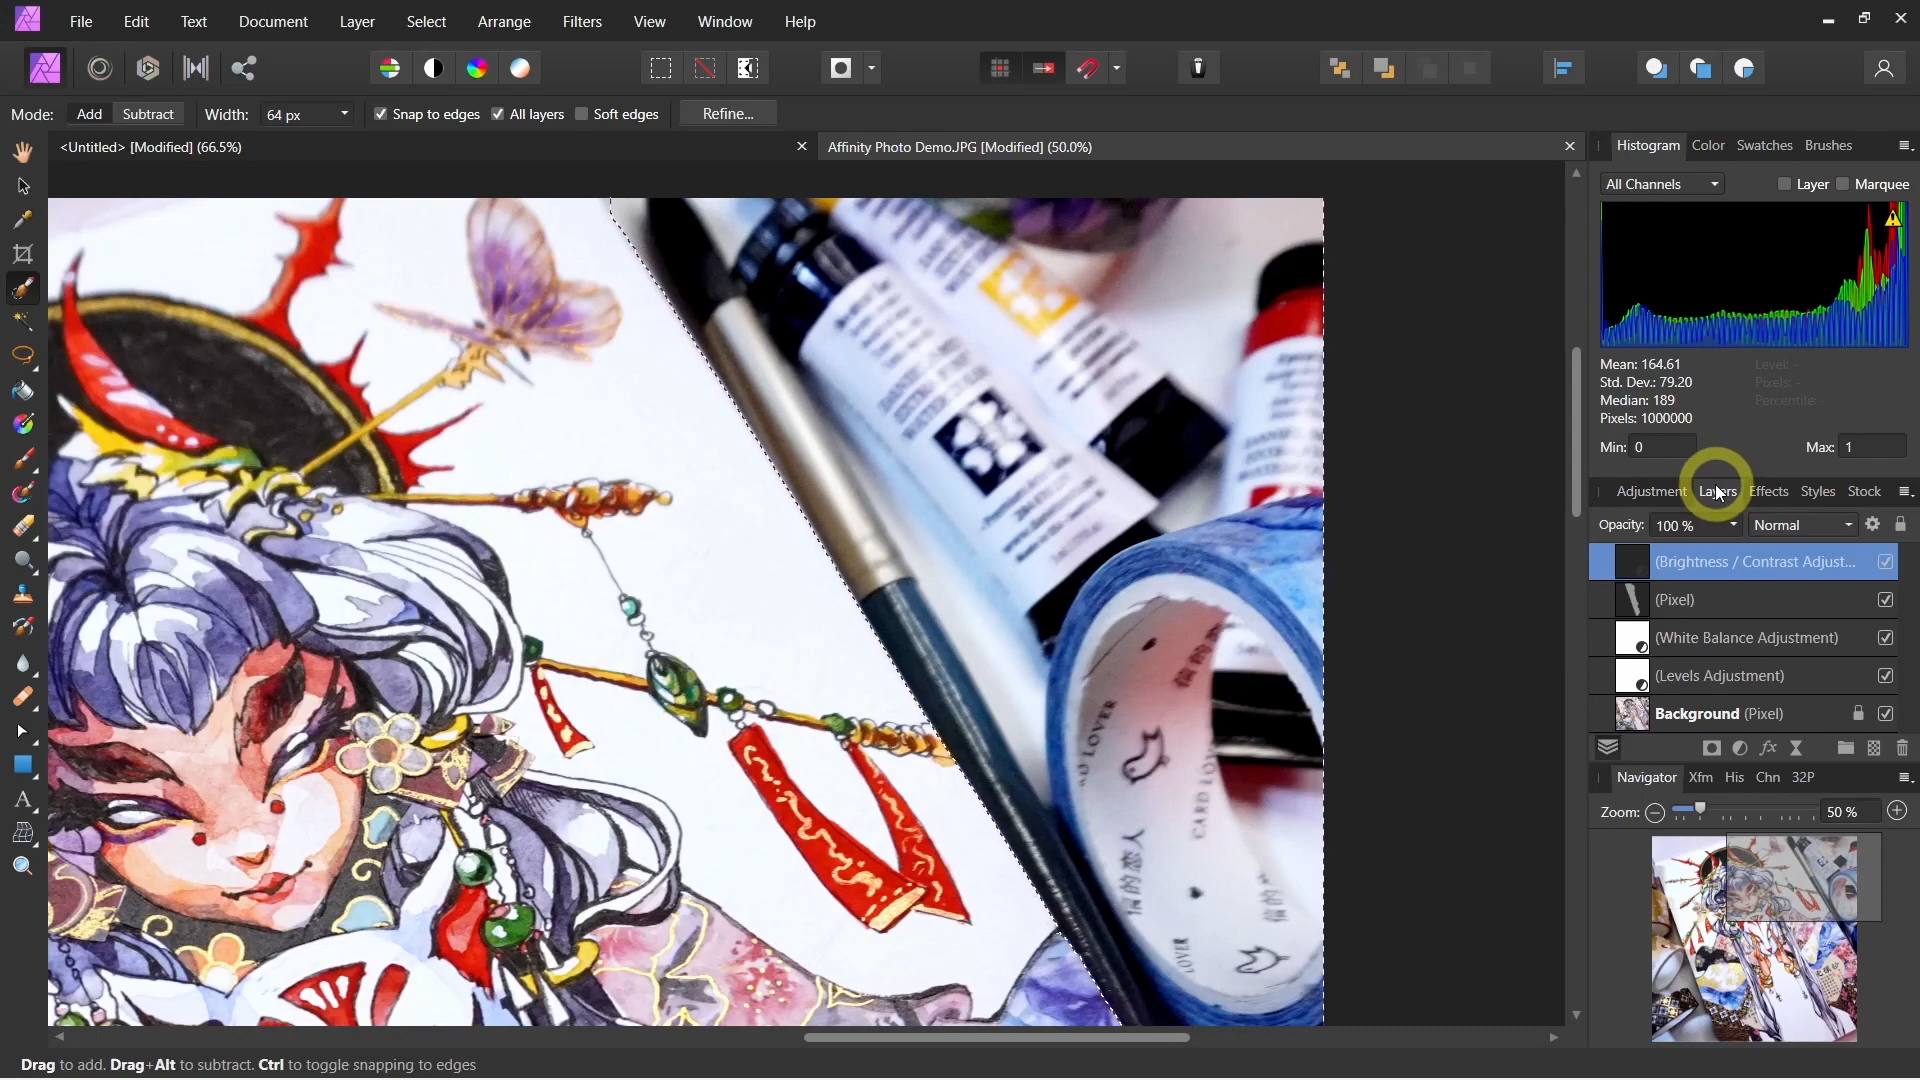 File Edit Text Document Layer Select Arrange Filters View Window Help
Mode: Add Subtract Width: 64 px Snap to edges All layers Soft edges Refine...
<Untitled> [Modified] (66.5%)
Affinity Photo Demo.JPG [Modified] (50.0%)
Histogram Color Swatches Brushes
All Channels Layer Marquee
Mean: 164.61 Level: -
Std. Dev.: 79.20 Pixels: -
Median: 189 Percentile: -
Pixels: 1000000
Min: 0 Max: 1
Adjustment Layers Effects Styles Stock
Opacity: 100 % Normal
(Brightness / Contrast Adjust...
(Pixel)
(White Balance Adjustment)
(Levels Adjustment)
Background (Pixel)
Navigator Xfm His Chn 32P
Zoom: 50 %
CARD LOVER
LOVER
Drag to add. Drag+Alt to subtract. Ctrl to toggle snapping to edges